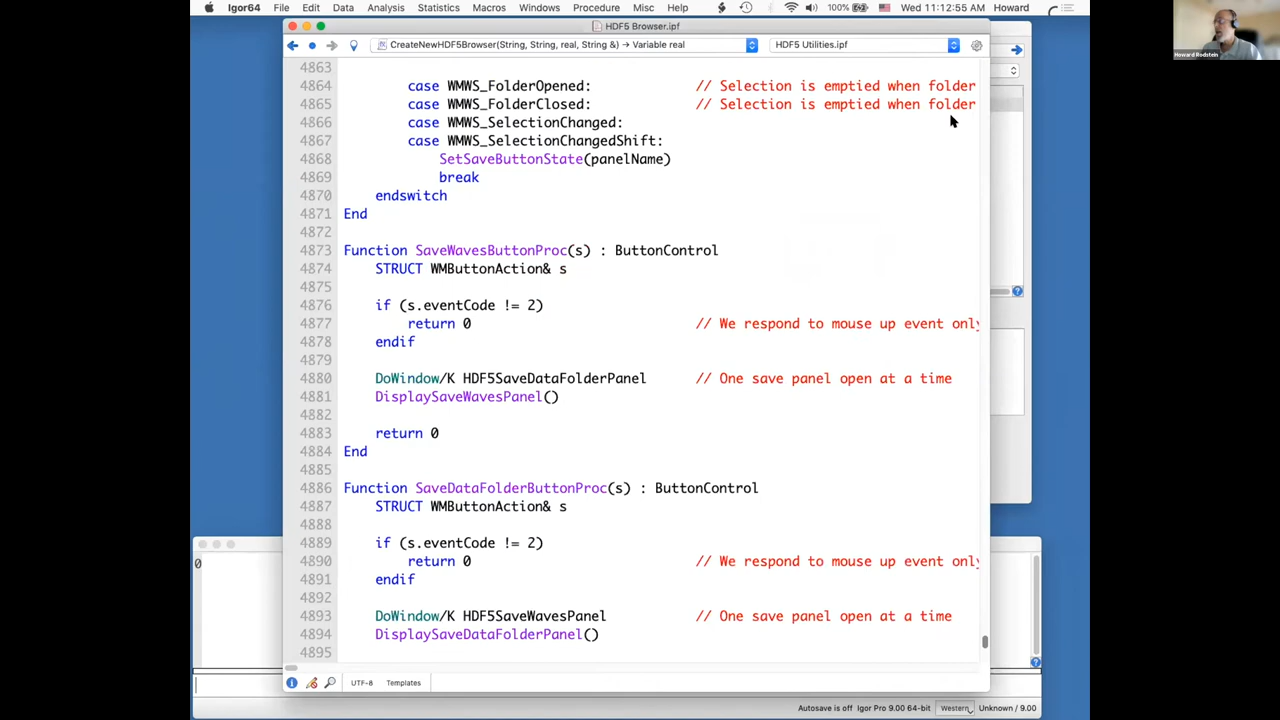 Igor64 File Edit Data Analysis Statistics Macros Windows Procedure Misc Help 100% Wed 11:12:55 AM Howard
Howard Rodstein
HDF5 Browser.ipf
CreateNewHDF5Browser(String, String, real, String &) → Variable real HDF5 Utilities.ipf
4863
4864 case WMWS_FolderOpened: // Selection is emptied when folder
4865 case WMWS_FolderClosed: // Selection is emptied when folder
4866 case WMWS_SelectionChanged:
4867 case WMWS_SelectionChangedShift:
4868 SetSaveButtonState(panelName)
4869 break
4870 endswitch
4871 End
4872
4873 Function SaveWavesButtonProc(s) : ButtonControl
4874 STRUCT WMButtonAction& s
4875
4876 if (s.eventCode != 2)
4877 return 0 // We respond to mouse up event only
4878 endif
4879
4880 DoWindow/K HDF5SaveDataFolderPanel // One save panel open at a time
4881 DisplaySaveWavesPanel()
4882
4883 return 0
4884 End
4885
4886 Function SaveDataFolderButtonProc(s) : ButtonControl
4887 STRUCT WMButtonAction& s
4888
4889 if (s.eventCode != 2)
4890 return 0 // We respond to mouse up event only
4891 endif
4892
4893 DoWindow/K HDF5SaveWavesPanel // One save panel open at a time
4894 DisplaySaveDataFolderPanel()
4895
0
UTF-8 Templates
Autosave is off Igor Pro 9.00 64-bit Western Unknown / 9.00